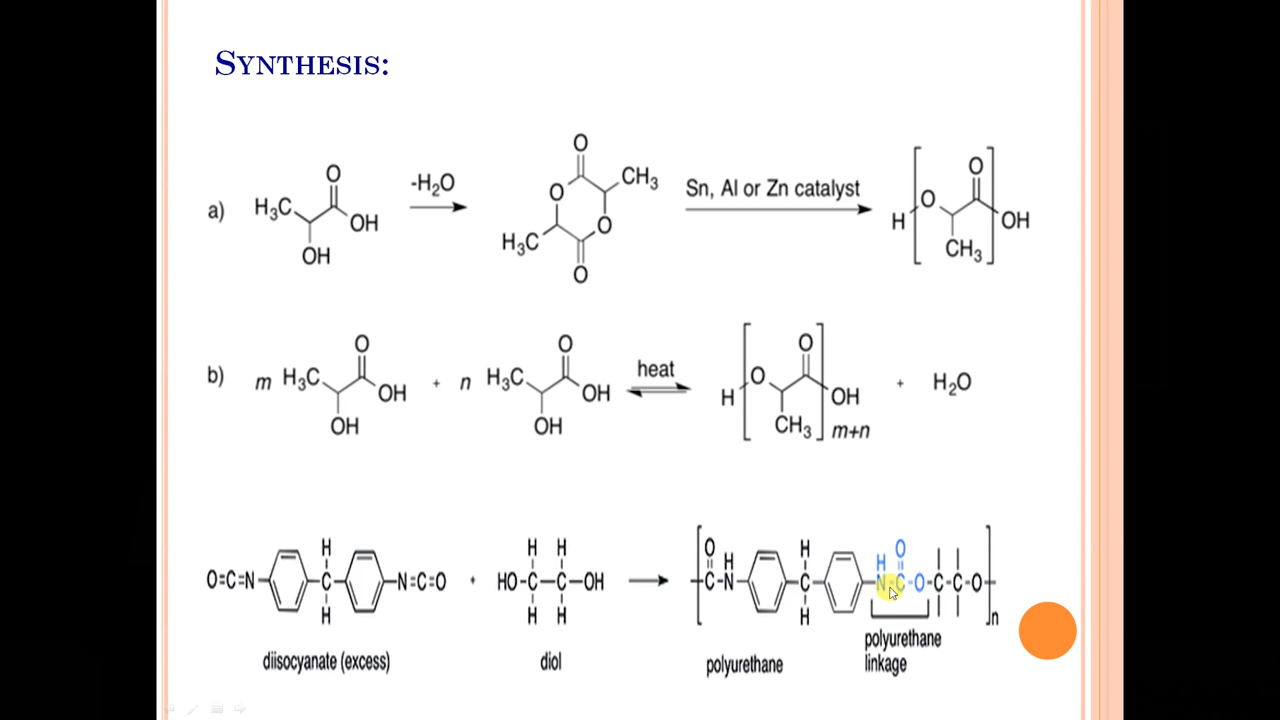 SYNTHESIS:
a)
H₃C
O
OH
OH
-H₂O
O
O
CH₃
H₃C
O
O
Sn, Al or Zn catalyst
H
O
O
CH₃
OH
b)
m
H₃C
O
OH
OH
+
n
H₃C
O
OH
OH
heat
H
O
O
CH₃
OH
m+n
+
H₂O
H H H O H H O
O=C=N C N=C=O + HO-C-C-OH C-N C N-C-O-C-C-O n
H H H H
diisocyanate (excess)
diol
polyurethane
polyurethane
linkage